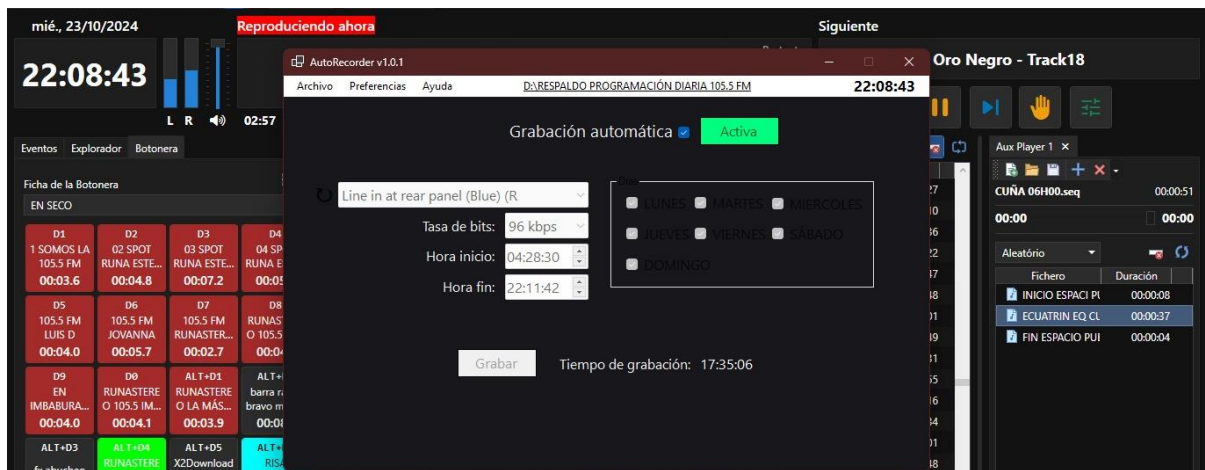 mié., 23/10/2024
Reproduciendo ahora
Siguiente
22:08:43
L R
02:57
Oro Negro - Track18
AutoRecorder v1.0.1
Archivo Preferencias Ayuda
D:\RESPALDO PROGRAMACIÓN DIARIA 105.5 FM
22:08:43
Grabación automática
Activa
Line in at rear panel (Blue) (R
Tasa de bits: 96 kbps
Hora inicio: 04:28:30
Hora fin: 22:11:42
Días
LUNES MARTES MIERCOLES
JUEVES VIERNES SÁBADO
DOMINGO
Grabar
Tiempo de grabación: 17:35:06
Eventos Explorador Botonera
Ficha de la Botonera
EN SECO
D1
1 SOMOS LA
105.5 FM
00:03.6
D2
02 SPOT
RUNA ESTE...
00:04.8
D3
03 SPOT
RUNA ESTE...
00:07.2
D4
04 SP
RUNA E
00:05
D5
105.5 FM
LUIS D
00:04.0
D6
105.5 FM
JOVANNA
00:05.7
D7
105.5 FM
RUNASTER...
00:02.7
D8
RUNAS
O 105.5
00:04
D9
EN
IMBABURA...
00:04.0
D0
RUNASTERE
O 105.5 IM...
00:04.1
ALT+D1
RUNASTERE
O LA MÁS...
00:03.9
ALT+
barra r
bravo m
00:08
ALT+D3
ALT+D4
RUNASTERE
ALT+D5
X2Download
ALT+
RISA
Aux Player 1
CUÑA 06H00.seq 00:00:51
00:00 00:00
Aleatório
Fichero Duración
INICIO ESPACI PU 00:00:08
ECUATRIN EQ CU 00:00:37
FIN ESPACIO PUI 00:00:04